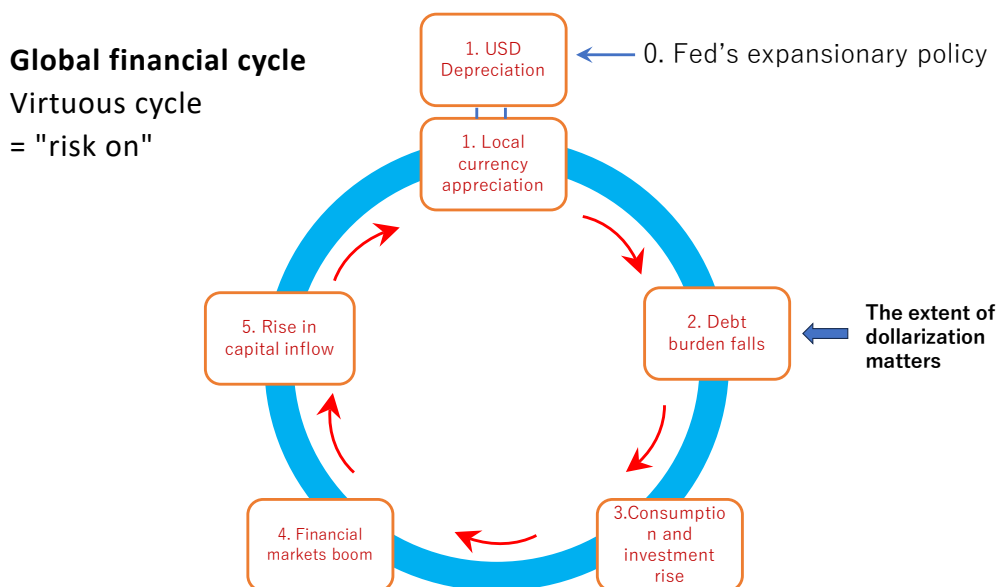 Global financial cycle
Virtuous cycle
= "risk on"
1. USD
Depreciation
0. Fed's expansionary policy
1. Local
currency
appreciation
2. Debt
burden falls
The extent of
dollarization
matters
3.Consumptio
n and
investment
rise
4. Financial
markets boom
5. Rise in
capital inflow